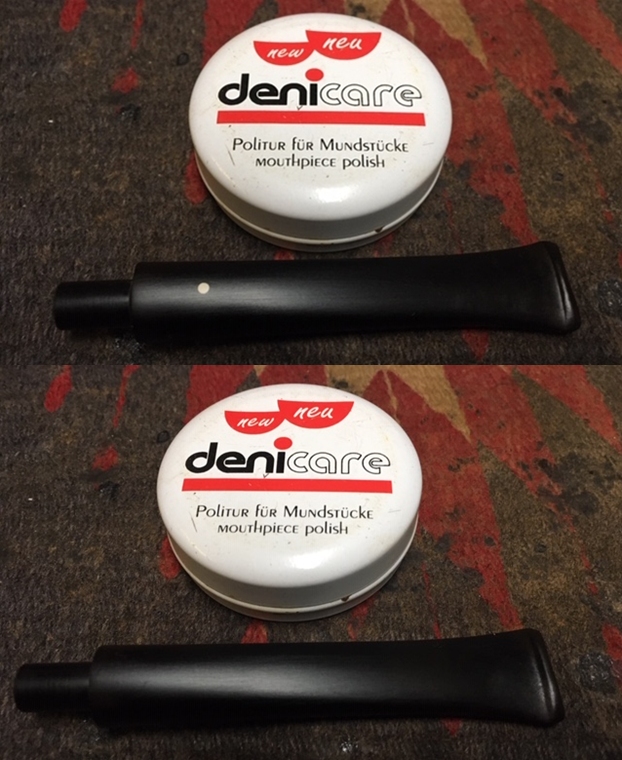 new neu
denicare
Politur für Mundstücke
mouthpiece polish
new neu
denicare
Politur für Mundstücke
mouthpiece polish